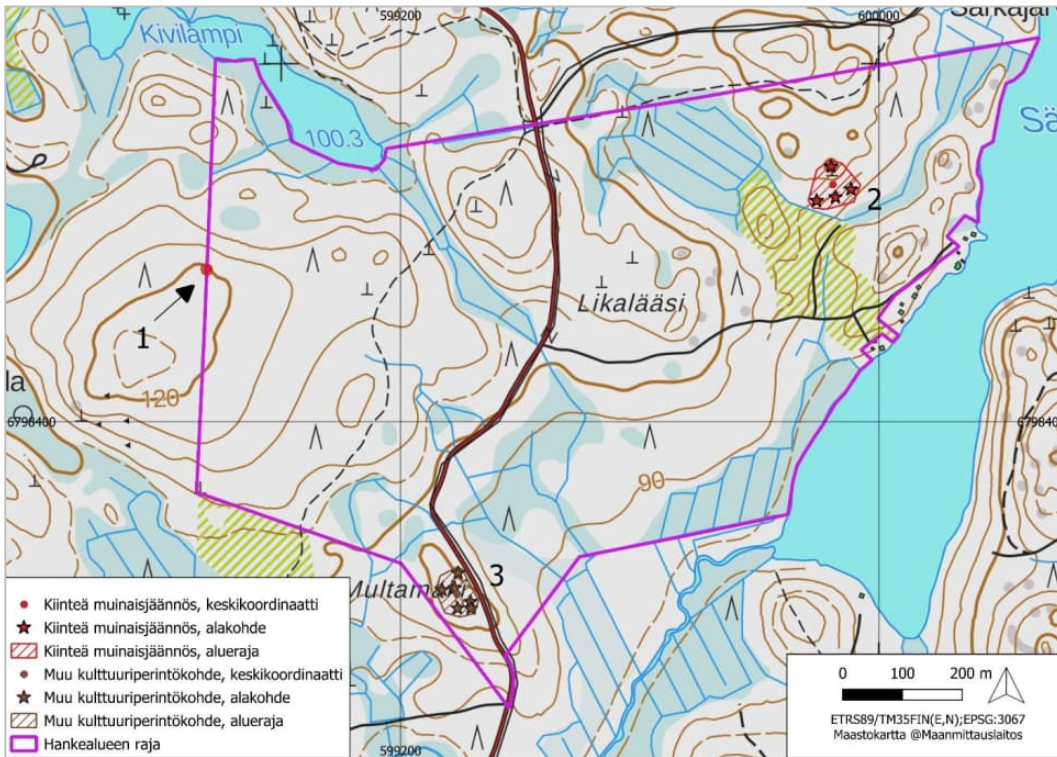 599200
600000
Kivilampi
100.3
Sä
2
Likalääsi
1
la
120
6798400
6798400
90
3
Kiinteä muinaisjäännös, keskikoordinaatti
Kiinteä muinaisjäännös, alakohde
Kiinteä muinaisjäännös, alueraja
Muu kulttuuriperintökohde, keskikoordinaatti
Muu kulttuuriperintökohde, alakohde
Muu kulttuuriperintökohde, alueraja
Hankealueen raja
599200
0 100 200 m
ETRS89/TM35FIN(E,N);EPSG:3067
Maastokartta @Maanmittauslaitos